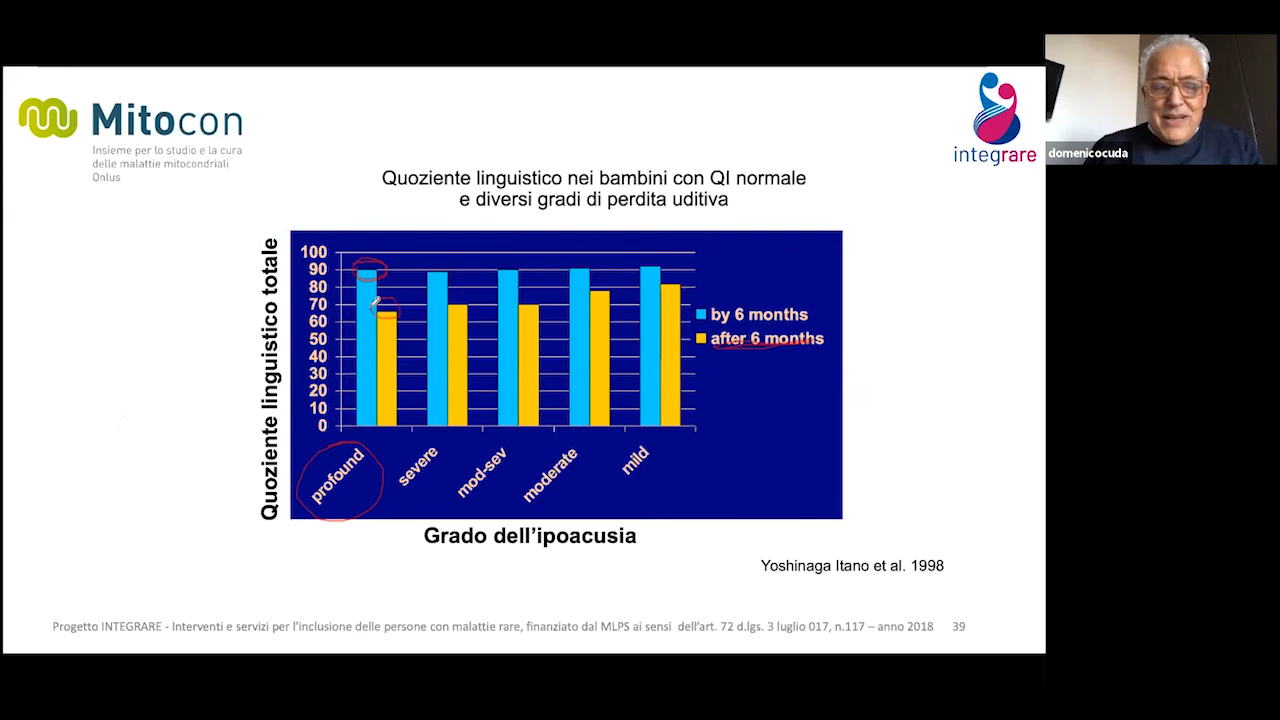 Mitocon
Insieme per lo studio e la cura
delle malattie mitocondriali
Onlus
integrare
domenicocuda
Quoziente linguistico nei bambini con QI normale
e diversi gradi di perdita uditiva
Quoziente linguistico totale
100
90
80
70
60
50
40
30
20
10
0
by 6 months
after 6 months
profound
severe
mod-sev
moderate
mild
Grado dell’ipoacusia
Yoshinaga Itano et al. 1998
Progetto INTEGRARE - Interventi e servizi per l’inclusione delle persone con malattie rare, finanziato dal MLPS ai sensi dell’art. 72 d.lgs. 3 luglio 017, n.117 – anno 2018 39